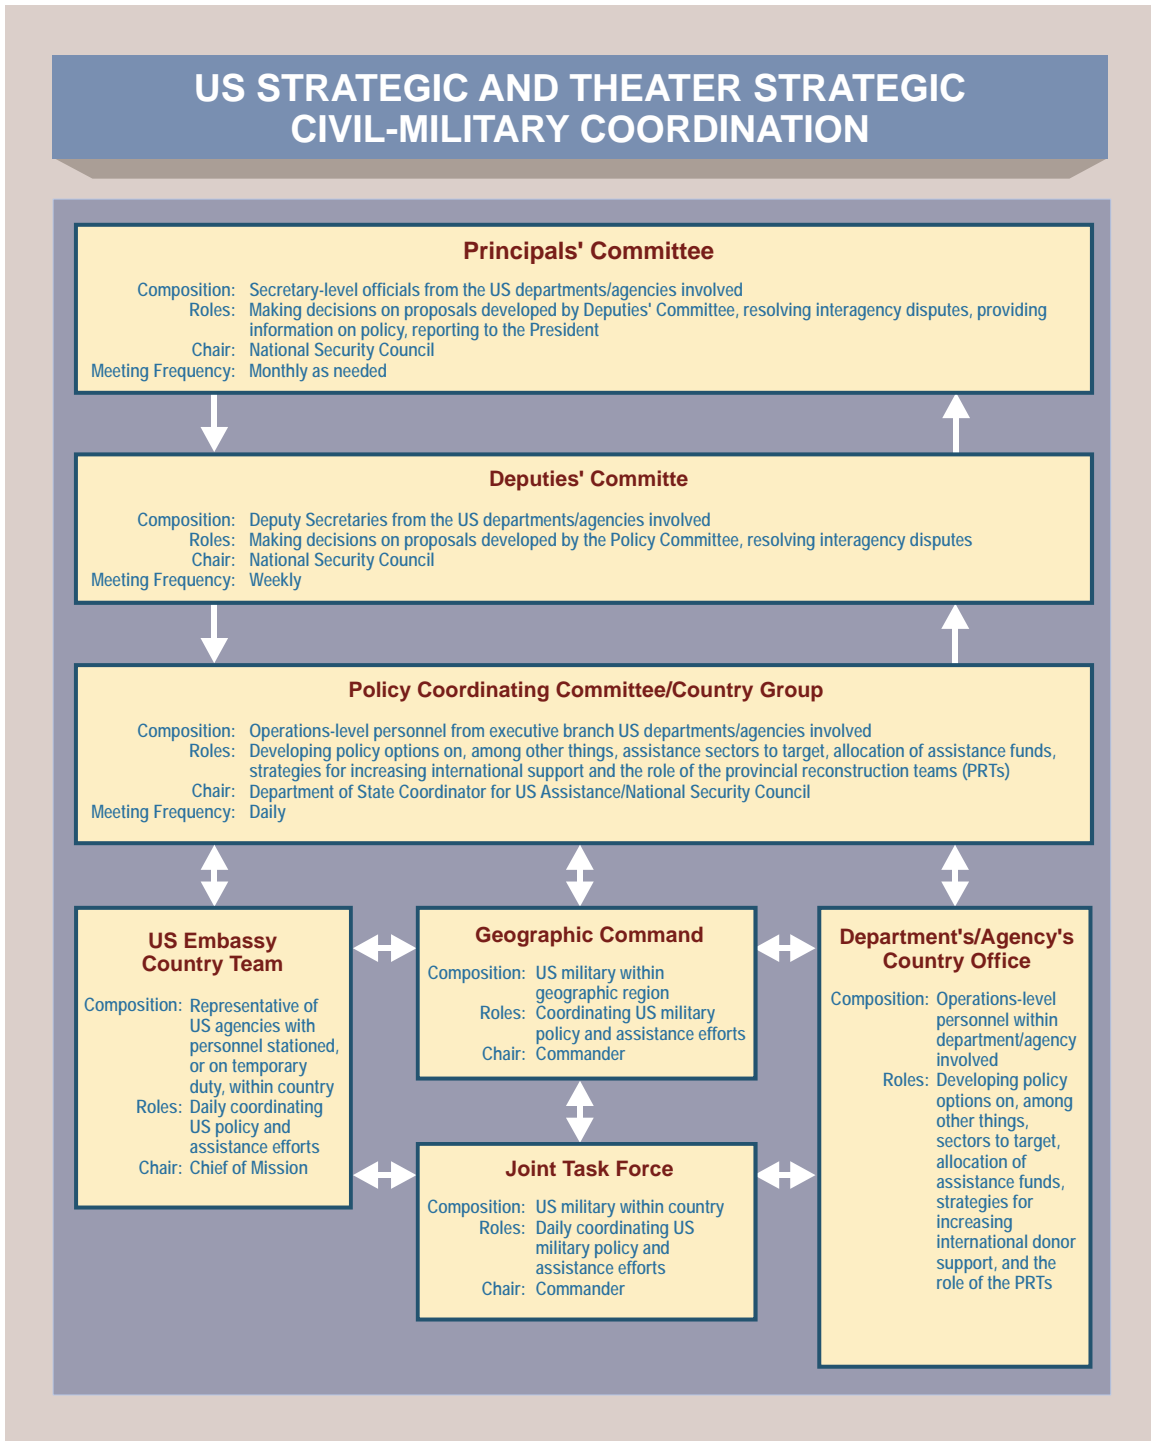 US STRATEGIC AND THEATER STRATEGIC
CIVIL-MILITARY COORDINATION
Principals' Committee
Composition: Secretary-level officials from the US departments/agencies involved
Roles: Making decisions on proposals developed by Deputies' Committee, resolving interagency disputes, providing
information on policy, reporting to the President
Chair: National Security Council
Meeting Frequency: Monthly as needed
Deputies' Committe
Composition: Deputy Secretaries from the US departments/agencies involved
Roles: Making decisions on proposals developed by the Policy Committee, resolving interagency disputes
Chair: National Security Council
Meeting Frequency: Weekly
Policy Coordinating Committee/Country Group
Composition: Operations-level personnel from executive branch US departments/agencies involved
Roles: Developing policy options on, among other things, assistance sectors to target, allocation of assistance funds,
strategies for increasing international support and the role of the provincial reconstruction teams (PRTs)
Chair: Department of State Coordinator for US Assistance/National Security Council
Meeting Frequency: Daily
US Embassy
Country Team
Composition: Representative of
US agencies with
personnel stationed,
or on temporary
duty, within country
Roles: Daily coordinating
US policy and
assistance efforts
Chair: Chief of Mission
Geographic Command
Composition: US military within
geographic region
Roles: Coordinating US military
policy and assistance efforts
Chair: Commander
Joint Task Force
Composition: US military within country
Roles: Daily coordinating US
military policy and
assistance efforts
Chair: Commander
Department's/Agency's
Country Office
Composition: Operations-level
personnel within
department/agency
involved
Roles: Developing policy
options on, among
other things,
sectors to target,
allocation of
assistance funds,
strategies for
increasing
international donor
support, and the
role of the PRTs